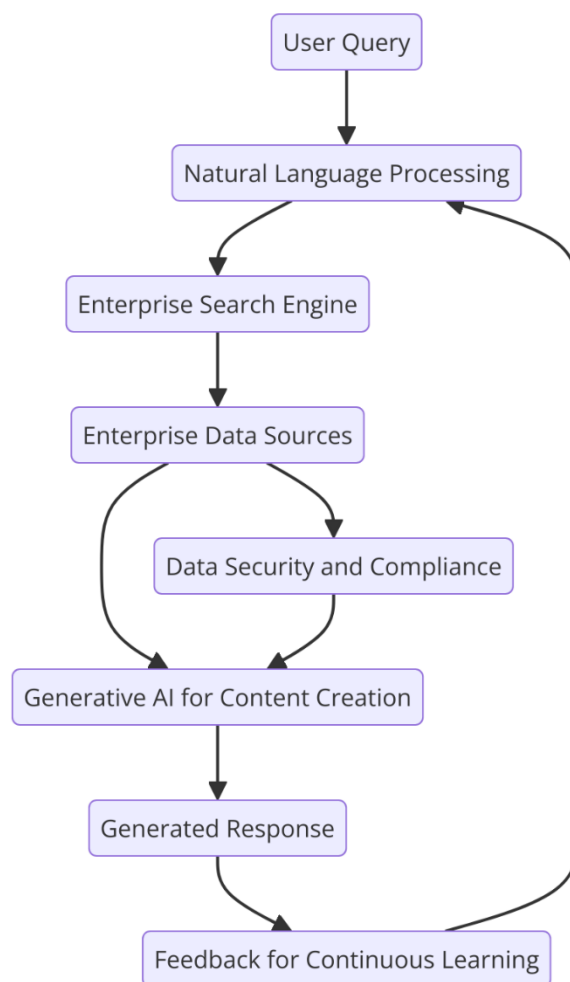 User Query
Natural Language Processing
Enterprise Search Engine
Enterprise Data Sources
Data Security and Compliance
Generative AI for Content Creation
Generated Response
Feedback for Continuous Learning